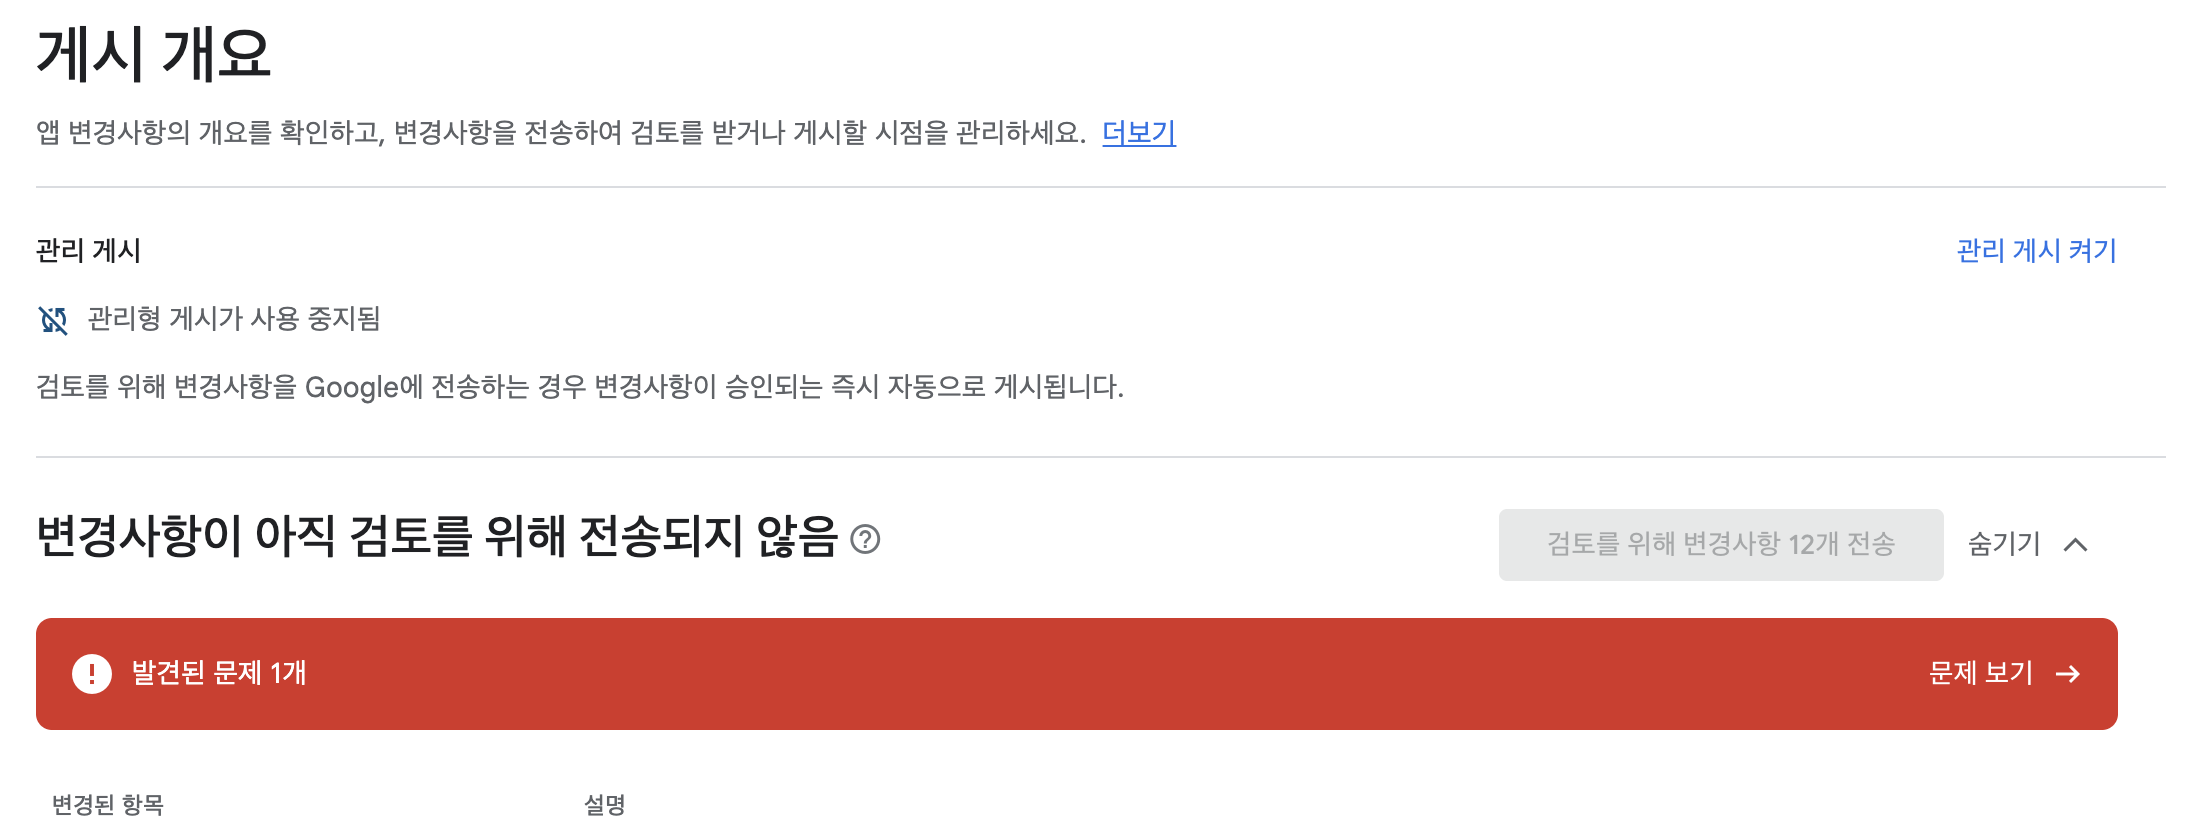 게시 개요
앱 변경사항의 개요를 확인하고, 변경사항을 전송하여 검토를 받거나 게시할 시점을 관리하세요. 더보기
관리 게시
관리 게시 켜기
관리형 게시가 사용 중지됨
검토를 위해 변경사항을 Google에 전송하는 경우 변경사항이 승인되는 즉시 자동으로 게시됩니다.
변경사항이 아직 검토를 위해 전송되지 않음
검토를 위해 변경사항 12개 전송
숨기기
발견된 문제 1개
문제 보기
변경된 항목
설명